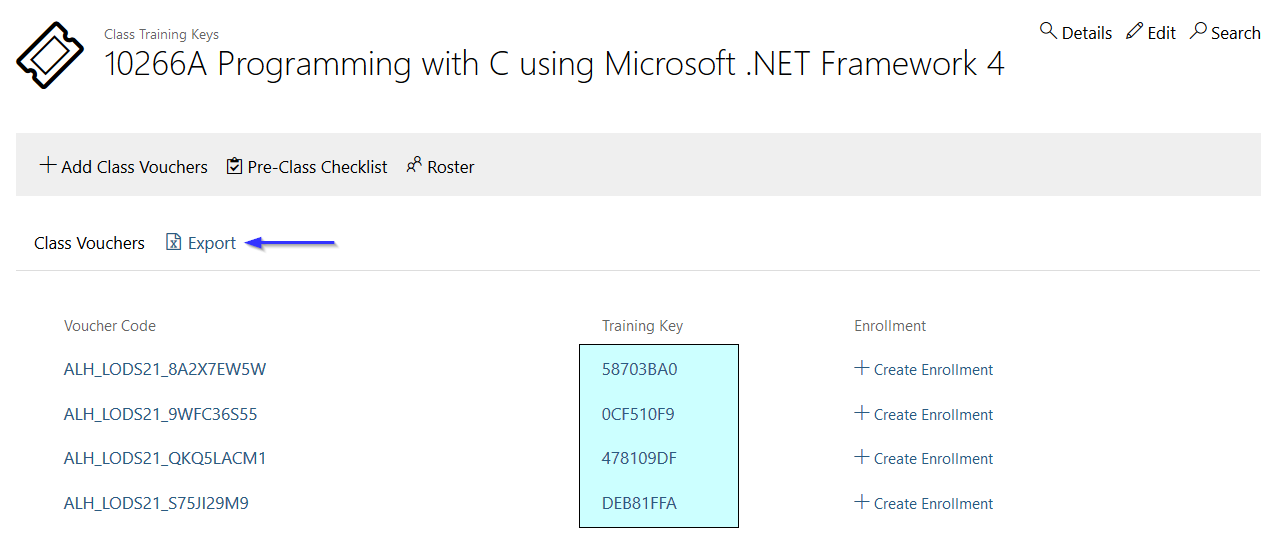 Class Training Keys
10266A Programming with C using Microsoft .NET Framework 4
Details Edit Search
Add Class Vouchers Pre-Class Checklist Roster
Class Vouchers Export
Voucher Code Training Key Enrollment
ALH_LODS21_8A2X7EW5W 58703BA0 Create Enrollment
ALH_LODS21_9WFC36S55 0CF510F9 Create Enrollment
ALH_LODS21_QKQ5LACM1 478109DF Create Enrollment
ALH_LODS21_S75JI29M9 DEB81FFA Create Enrollment